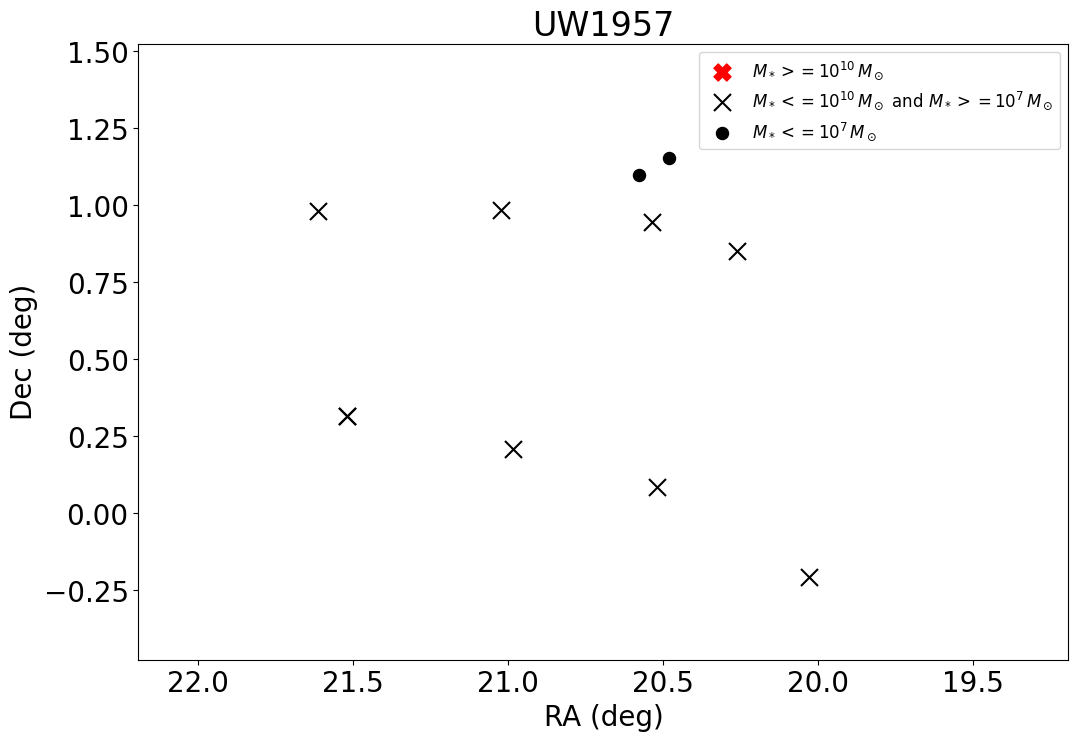 UW1957
1.50
1.25
1.00
0.75
0.50
0.25
0.00
−0.25
Dec (deg)
M* >= 10^10 M⊙
M* <= 10^10 M⊙ and M* >= 10^7 M⊙
M* <= 10^7 M⊙
22.0 21.5 21.0 20.5 20.0 19.5
RA (deg)